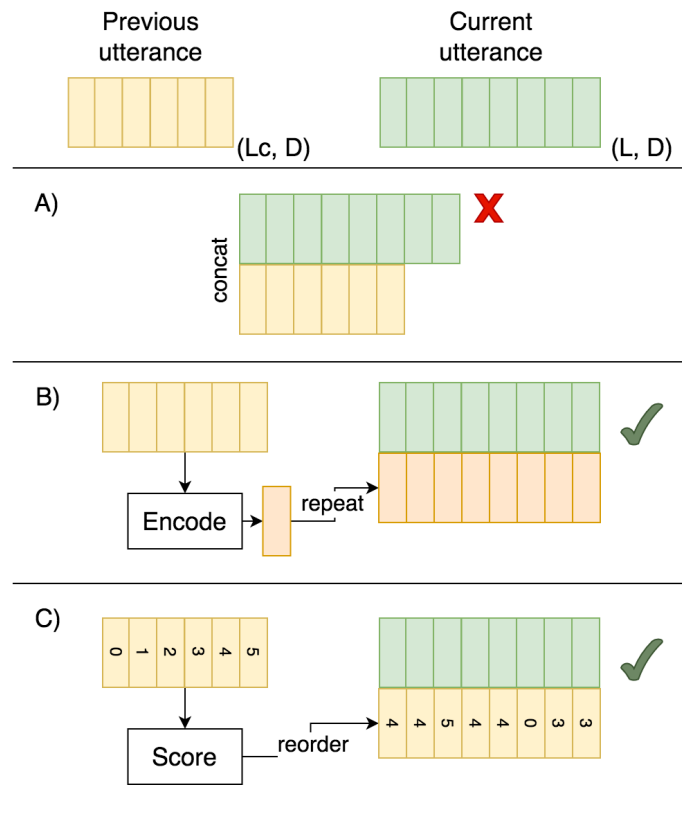 Previous
utterance
Current
utterance
(Lc, D)
(L, D)
A)
concat
X
B)
Encode
repeat
C)
0 1 2 3 4 5
4 4 5 4 4 0 3 3
Score
reorder